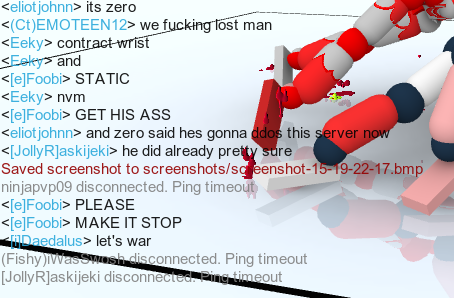 <eliotjohnn> its zero
<(Ct)EMOTEEN12> we fucking lost man
<Eeky> contract wrist
<Eeky> and
<[e]Foobi> STATIC
<Eeky> nvm
<[e]Foobi> GET HIS ASS
<eliotjohnn> and zero said hes gonna ddos this server now
<[JollyR]askijeki> he did already pretty sure
Saved screenshot to screenshots/screenshot-15-19-22-17.bmp
ninjapvp09 disconnected. Ping timeout
<[e]Foobi> PLEASE
<[e]Foobi> MAKE IT STOP
<[i]Daedalus> let's war
(Fishy)IWasSwosh disconnected. Ping timeout
[JollyR]askijeki disconnected. Ping timeout